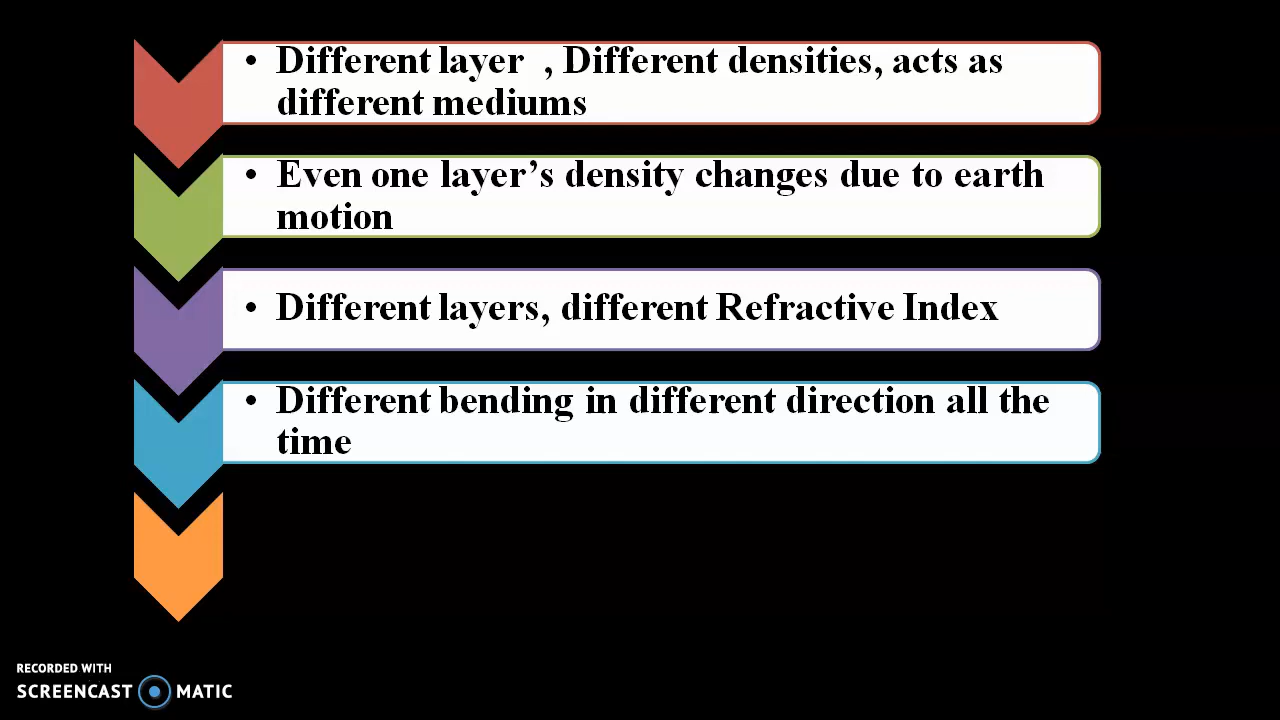 • Different layer , Different densities, acts as
different mediums
• Even one layer’s density changes due to earth
motion
• Different layers, different Refractive Index
• Different bending in different direction all the
time
RECORDED WITH
SCREENCAST MATIC